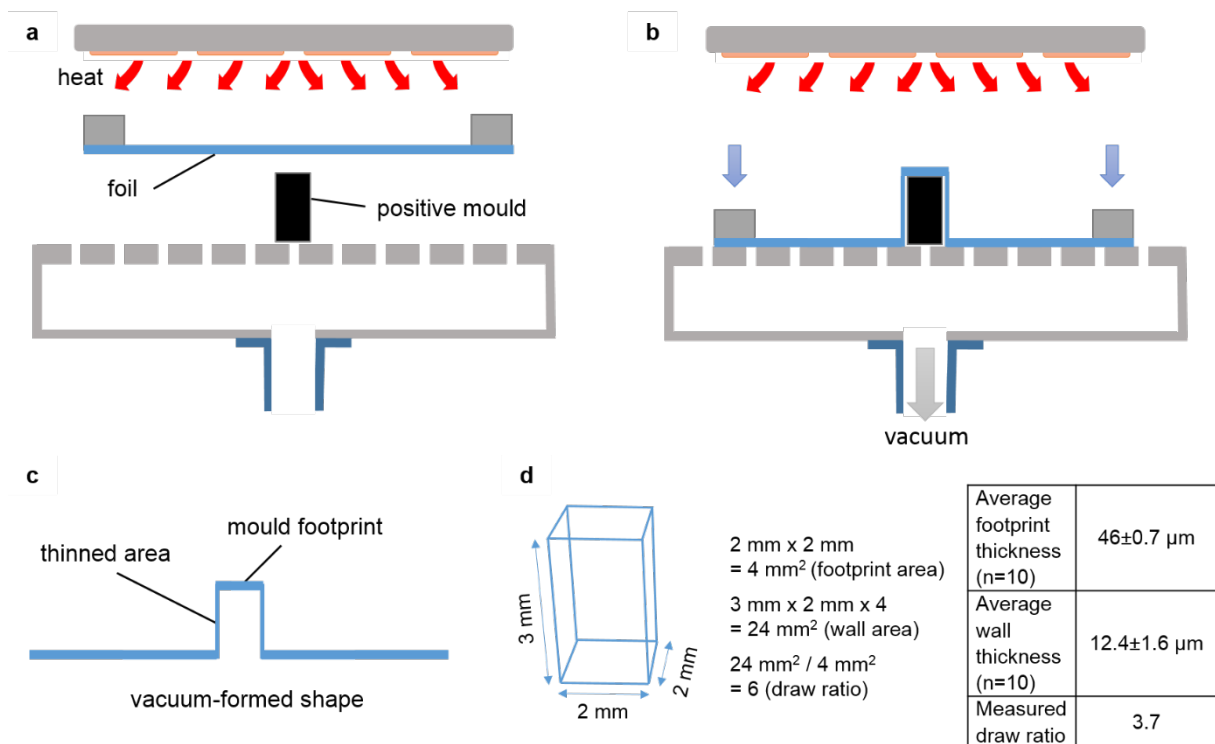 a
heat
foil
positive mould
b
vacuum
c
mould footprint
thinned area
vacuum-formed shape
d
3 mm
2 mm
2 mm
2 mm x 2 mm
= 4 mm² (footprint area)
3 mm x 2 mm x 4
= 24 mm² (wall area)
24 mm² / 4 mm²
= 6 (draw ratio)
Average
footprint
thickness
(n=10)
46±0.7 µm
Average
wall
thickness
(n=10)
12.4±1.6 µm
Measured
draw ratio
3.7